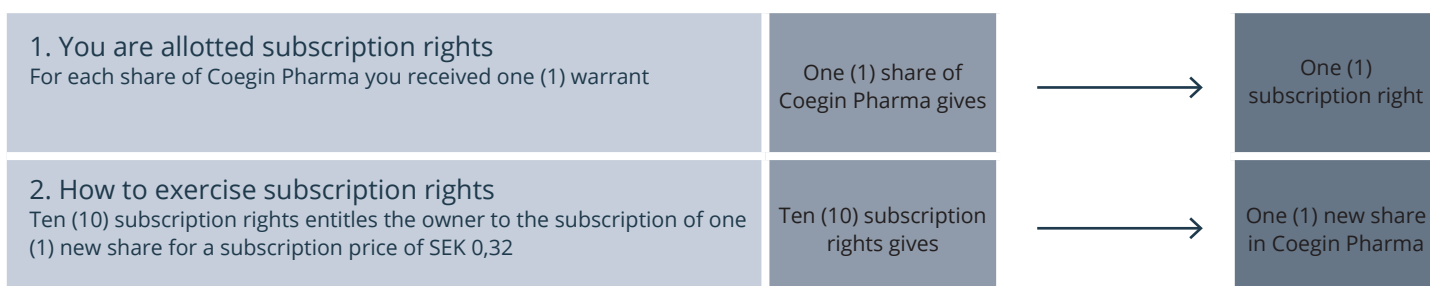 1. You are allotted subscription rights
For each share of Coegin Pharma you received one (1) warrant
One (1) share of
Coegin Pharma gives
One (1)
subscription right
2. How to exercise subscription rights
Ten (10) subscription rights entitles the owner to the subscription of one
(1) new share for a subscription price of SEK 0,32
Ten (10) subscription
rights gives
One (1) new share
in Coegin Pharma